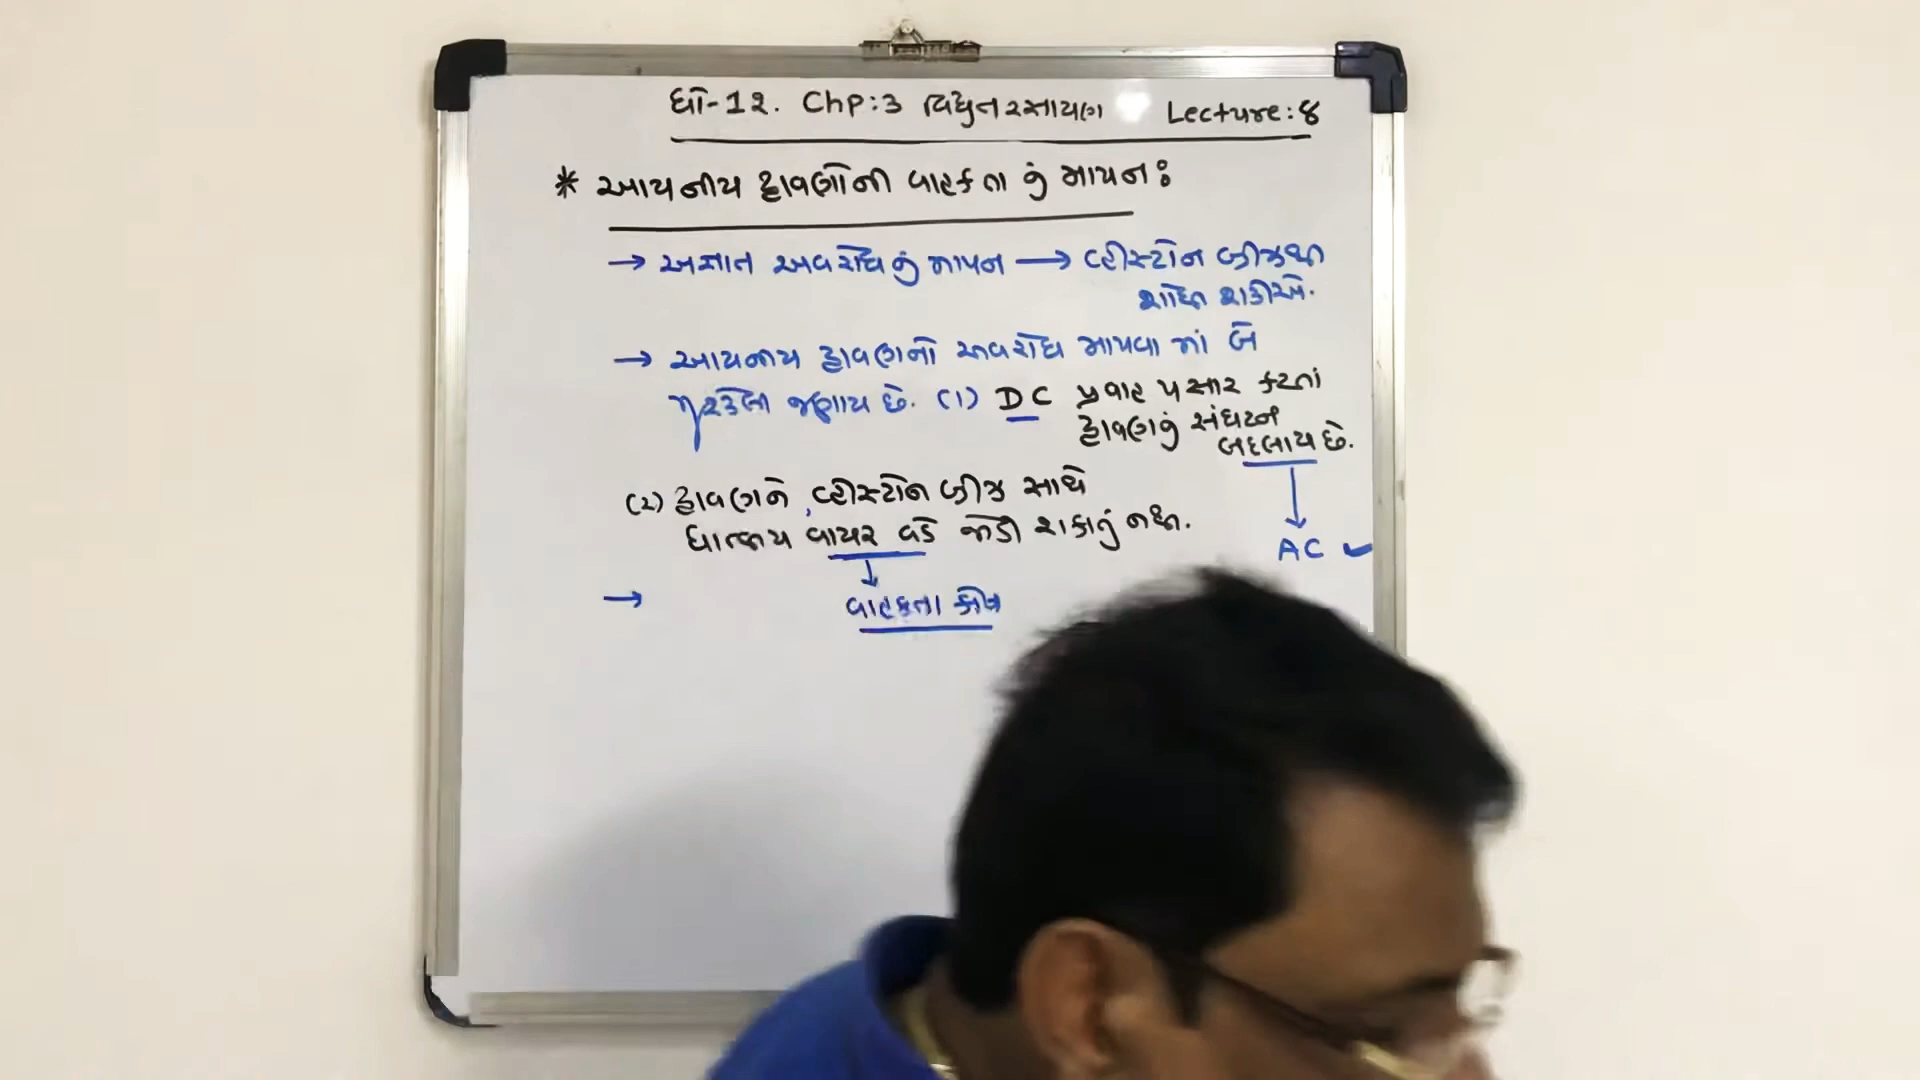 ધો-12. Chp:3 વિદ્યુતરસાયણ Lecture:8
* આયનીય દ્રાવણોની વાહકતા નું માપન:
→ અજ્ઞાત અવરોધનું માપન → વ્હીસ્ટોન બ્રીજથી
શોધી શકીએ.
→ આયનીય દ્રાવણનો અવરોધ માપવા માં બે
મુશ્કેલી જણાય છે. (1) DC પ્રવાહ પસાર કરતાં
દ્રાવણનું સંઘટન
બદલાય છે.
(2) દ્રાવણને, વ્હીસ્ટોન બ્રીજ સાથે
ધાત્વીય વાયર વડે જોડી શકાતું નથી.
AC ✓
→ વાહકતા કોષ